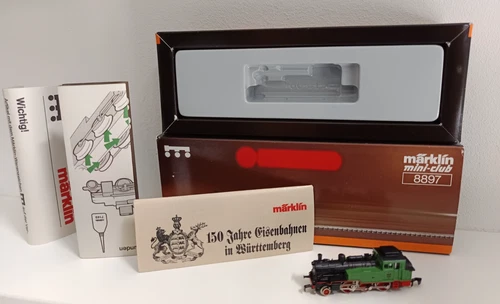 märklin
mini-club
8897
märklin
150 Jahre Eisenbahnen
in Württemberg
Wichtig!
märklin